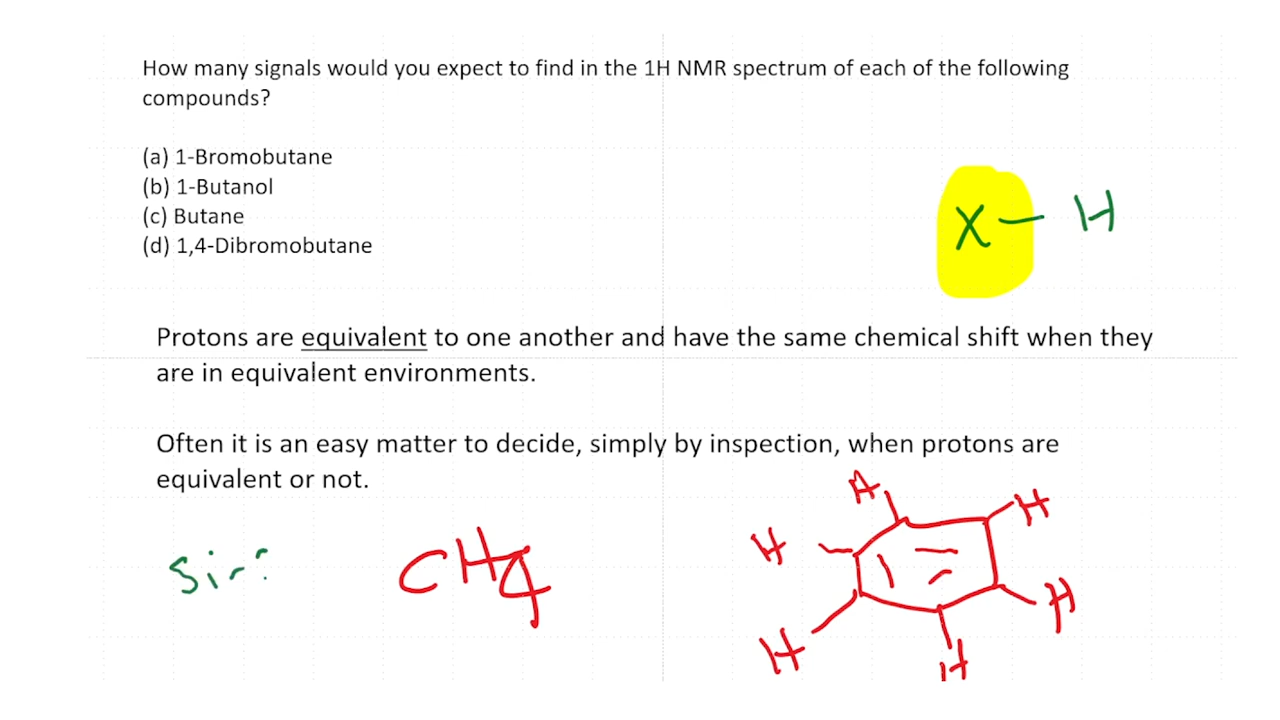 How many signals would you expect to find in the 1H NMR spectrum of each of the following
compounds?
(a) 1-Bromobutane
(b) 1-Butanol
(c) Butane
(d) 1,4-Dibromobutane
X — H
Protons are equivalent to one another and have the same chemical shift when they
are in equivalent environments.
Often it is an easy matter to decide, simply by inspection, when protons are
equivalent or not.
CH4
H
H
H
H
H
H